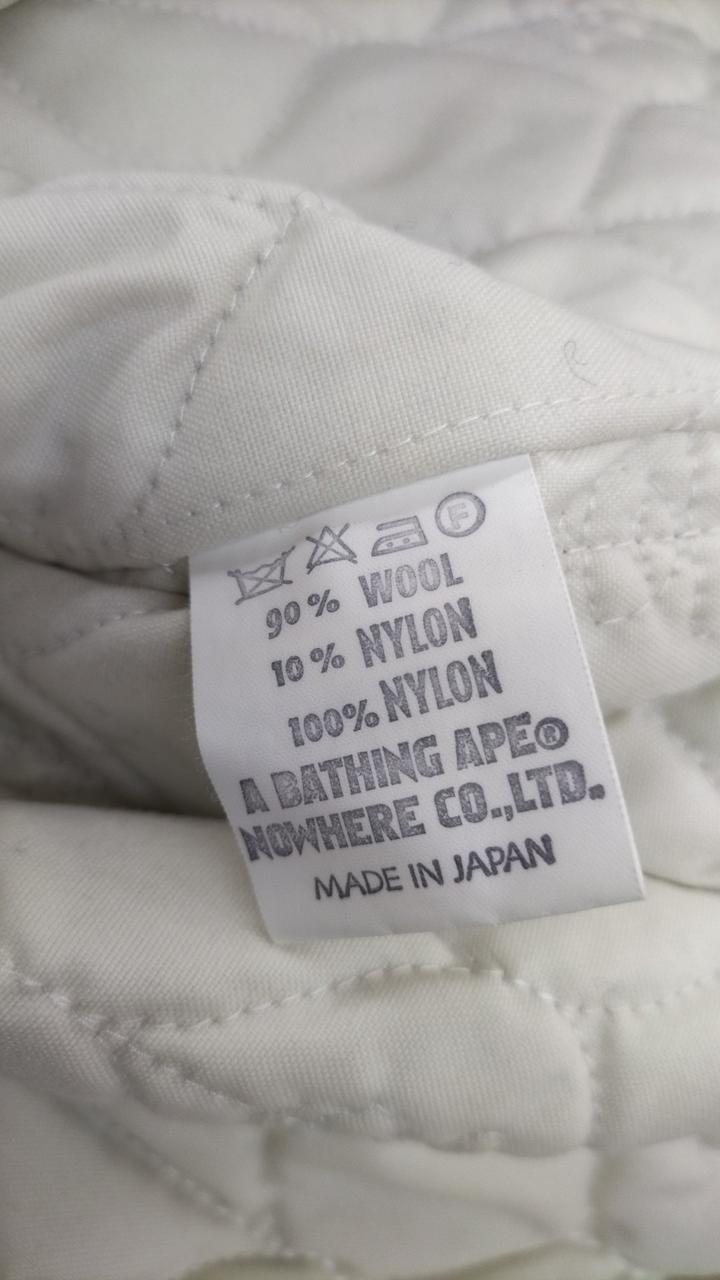 F
90% WOOL
10% NYLON
100% NYLON
A BATHING APE®
NOWHERE CO.,LTD.
MADE IN JAPAN